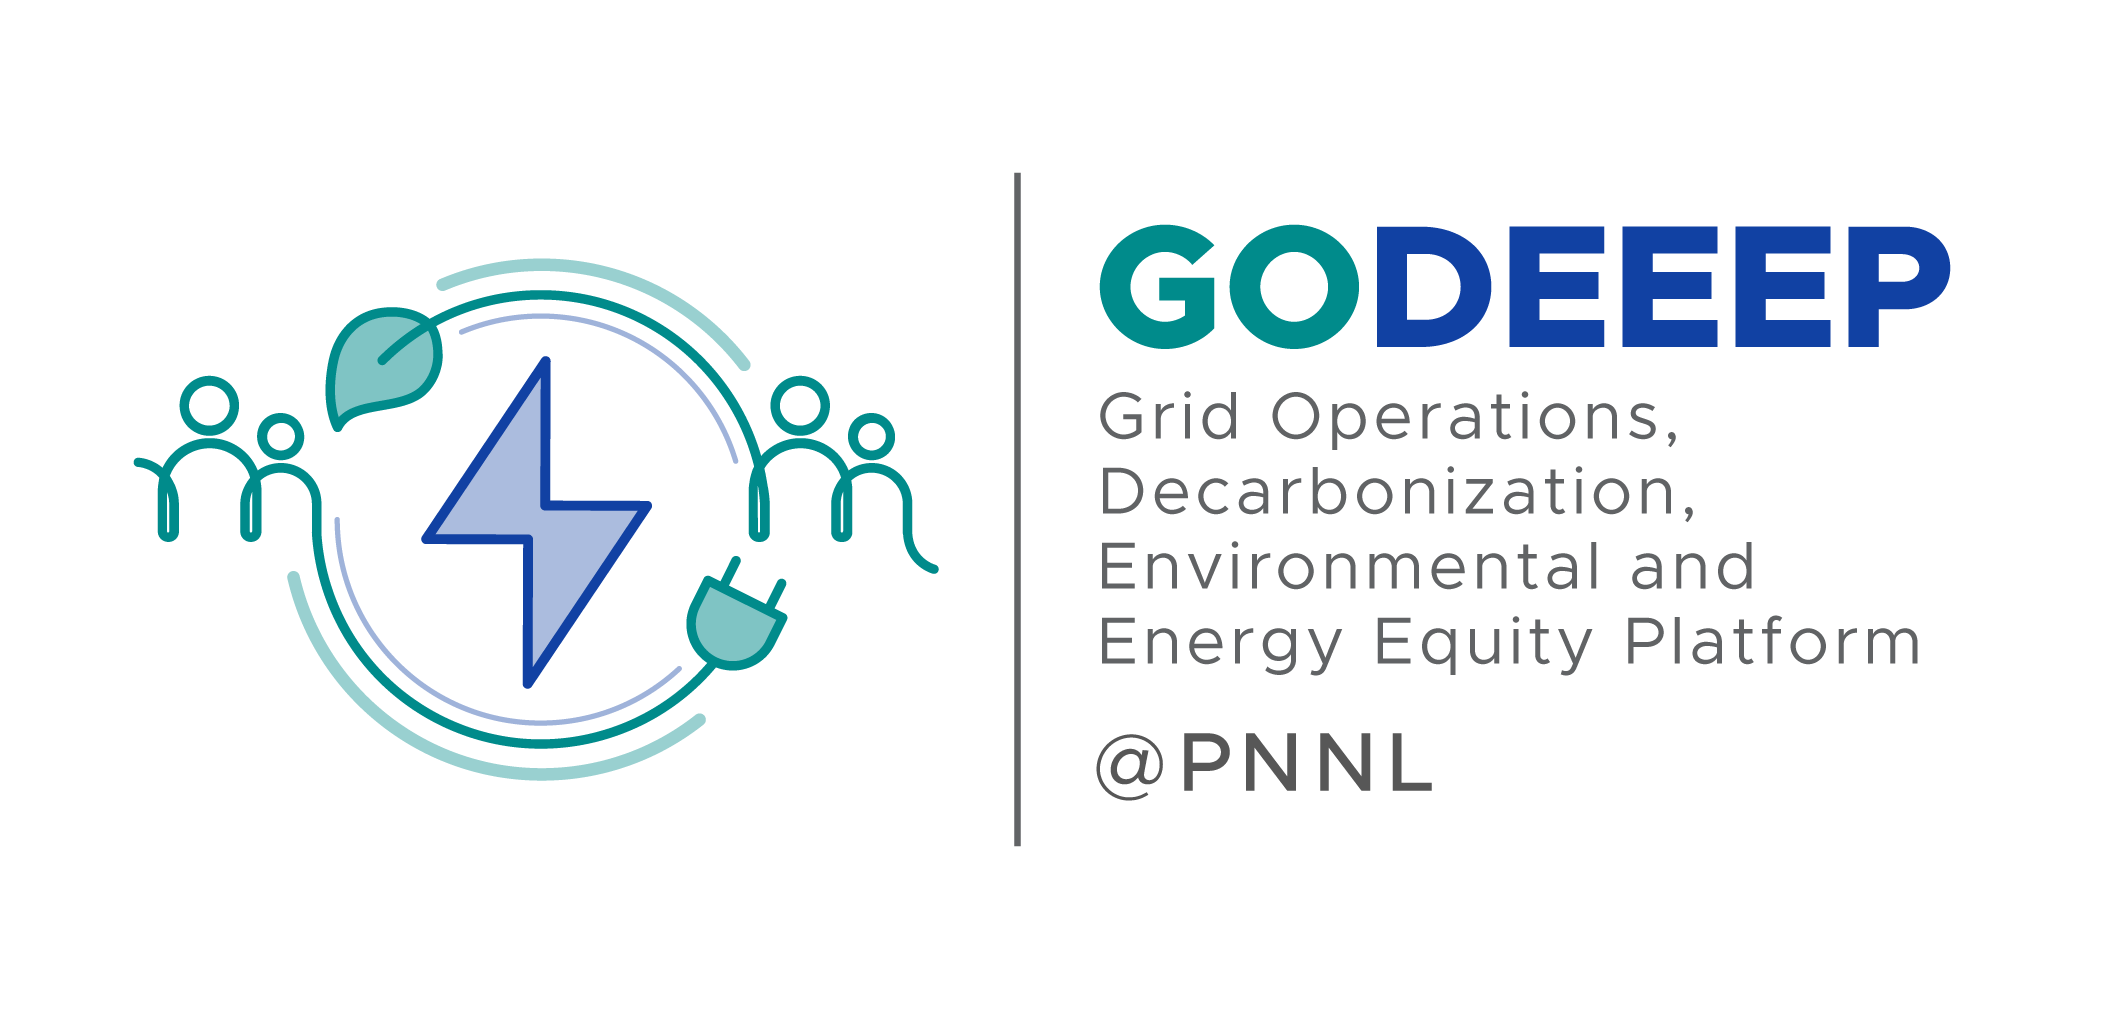 GODEEEP
Grid Operations,
Decarbonization,
Environmental and
Energy Equity Platform
@PNNL